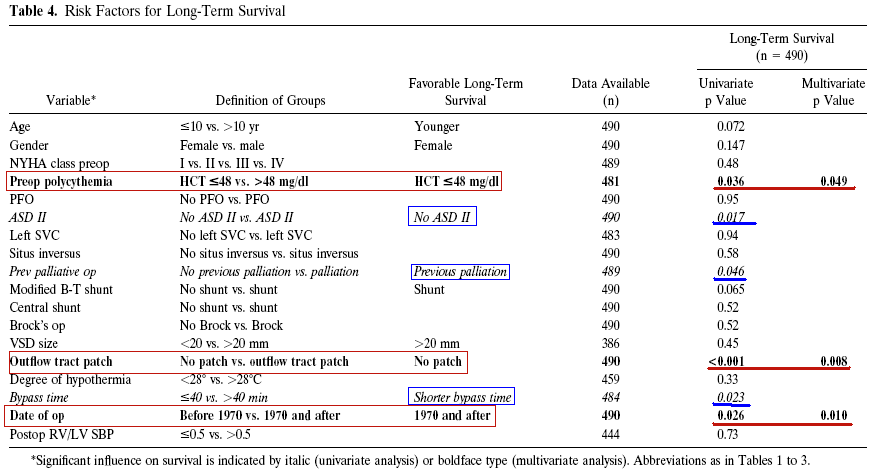 Table 4. Risk Factors for Long-Term Survival
Long-Term Survival
(n = 490)
Variable* Definition of Groups Favorable Long-Term Survival Data Available (n) Univariate p Value Multivariate p Value
Age ≤10 vs. >10 yr Younger 490 0.072
Gender Female vs. male Female 490 0.147
NYHA class preop I vs. II vs. III vs. IV 489 0.48
Preop polycythemia HCT ≤48 vs. >48 mg/dl HCT ≤48 mg/dl 481 0.036 0.049
PFO No PFO vs. PFO 490 0.95
ASD II No ASD II vs. ASD II No ASD II 490 0.017
Left SVC No left SVC vs. left SVC 483 0.94
Situs inversus No situs inversus vs. situs inversus 490 0.58
Prev palliative op No previous palliation vs. palliation Previous palliation 489 0.046
Modified B-T shunt No shunt vs. shunt Shunt 490 0.065
Central shunt No shunt vs. shunt 490 0.52
Brock's op No Brock vs. Brock 490 0.52
VSD size <20 vs. >20 mm >20 mm 386 0.45
Outflow tract patch No patch vs. outflow tract patch No patch 490 <0.001 0.008
Degree of hypothermia <28° vs. >28°C 459 0.33
Bypass time ≤40 vs. >40 min Shorter bypass time 484 0.023
Date of op Before 1970 vs. 1970 and after 1970 and after 490 0.026 0.010
Postop RV/LV SBP ≤0.5 vs. >0.5 444 0.73
*Significant influence on survival is indicated by italic (univariate analysis) or boldface type (multivariate analysis). Abbreviations as in Tables 1 to 3.